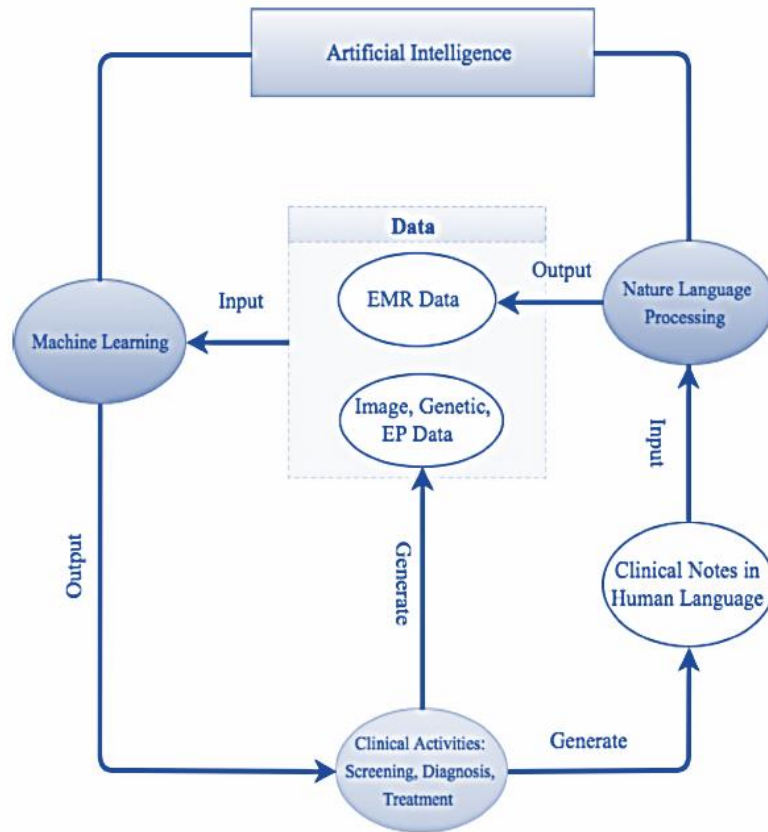 Artificial Intelligence
Data
Output
EMR Data
Nature Language
Processing
Input
Machine Learning
Image, Genetic,
EP Data
Input
Output
Generate
Clinical Notes in
Human Language
Clinical Activities:
Screening, Diagnosis,
Treatment
Generate